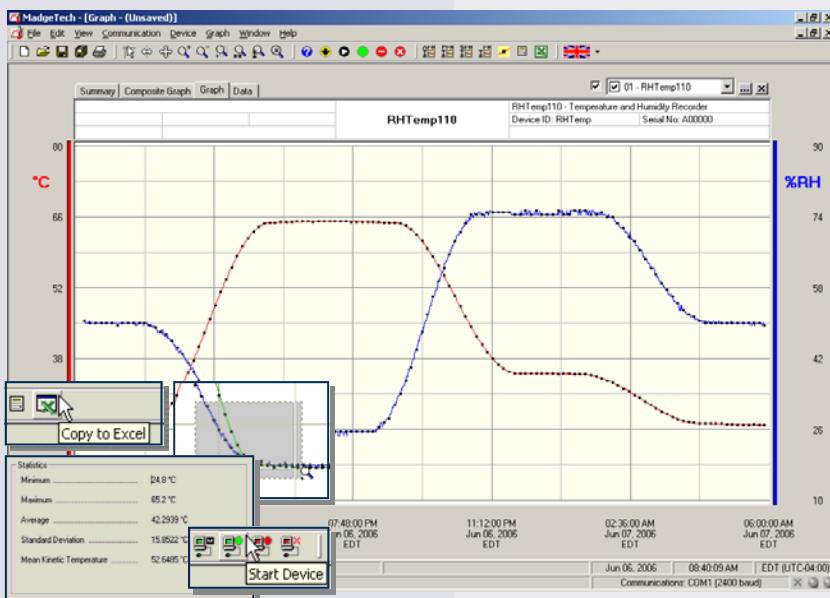 MadgeTech - [Graph - (Unsaved)]
File Edit View Communication Device Graph Window Help
Summary Composite Graph Graph Data
01 - RHTemp110
RHTemp110
RHTemp110 - Temperature and Humidity Recorder
Device ID: RHTemp Serial No: A00000
80 90
°C %RH
66 74
52 58
38 42
26
10
Copy to Excel
Statistics
Minimum 24.8 °C
Maximum 65.2 °C
Average 42.2939 °C
Standard Deviation 15.8522 °C
Mean Kinetic Temperature 52.6485 °C
Start Device
07:48:00 PM 11:12:00 PM 02:36:00 AM 06:00:00 AM
06, 2006 Jun 06, 2006 Jun 07, 2006 Jun 07, 2006
EDT EDT EDT EDT
Jun 06, 2006 08:40:09 AM EDT (UTC-04:00)
Communications: COM1 (2400 baud)